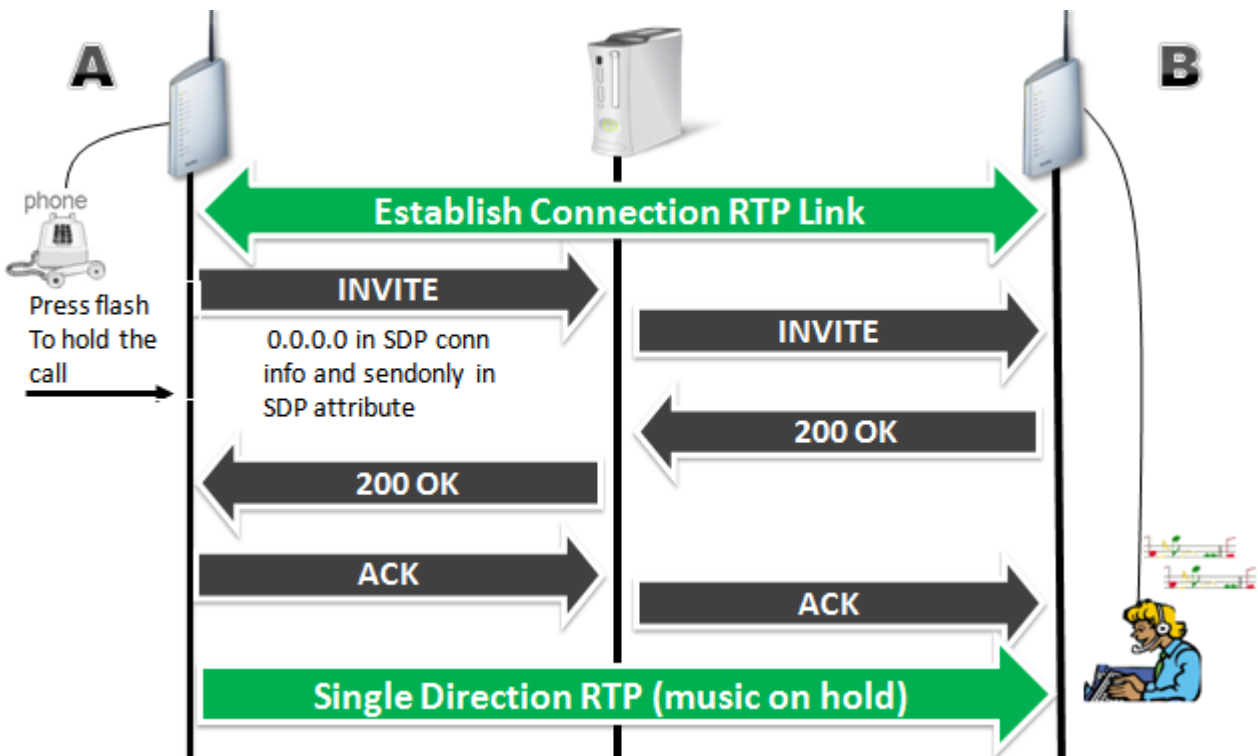 A
B
phone
Establish Connection RTP Link
Press flash
To hold the
call
INVITE
0.0.0.0 in SDP conn
info and sendonly in
SDP attribute
INVITE
200 OK
200 OK
ACK
ACK
Single Direction RTP (music on hold)